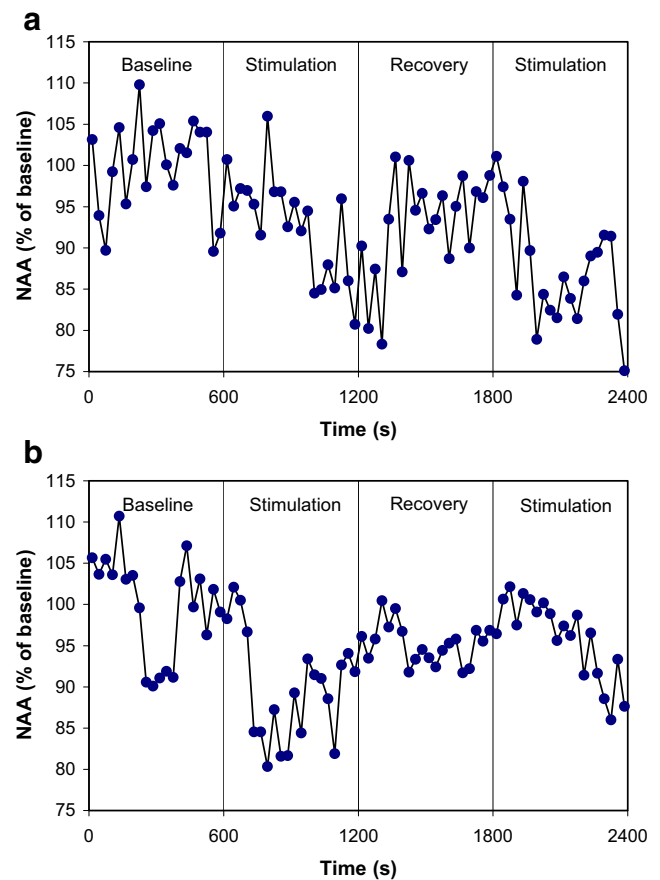 a
115
Baseline Stimulation Recovery Stimulation
110
105
100
95
90
85
80
75
NAA (% of baseline)
0 600 1200 1800 2400
Time (s)
b
115
Baseline Stimulation Recovery Stimulation
110
105
100
95
90
85
80
75
NAA (% of baseline)
0 600 1200 1800 2400
Time (s)